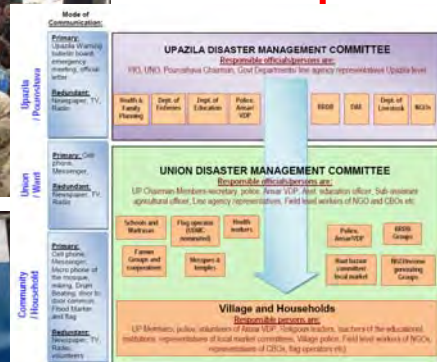 Mode of
Communication:
Upazila
/ Pourashava
Primary:
Upazila Warning
bulletin board,
emergency
meeting, official
letter
Redundant:
Newspaper, TV,
Radio
UPAZILA DISASTER MANAGEMENT COMMITTEE
Responsible officials/persons are:
PIO, UNO, Pourashava Chairman, Govt Departments/ line agency representatives Upazila level
Health &
Family
Planning
Dept. of
Fisheries
Dept. of
Education
Police,
Ansar
VDP
BRDB
DAE
Dept. of
Livestock
NGOs
Union
/ Ward
Primary: Cell
phone,
Messenger,
Redundant:
Newspaper, TV,
Radio
UNION DISASTER MANAGEMENT COMMITTEE
Responsible officials/persons are:
UP Chairman Members-secretary, police, Ansar VDP, education officer, Sub-assistant
agricultural officer, Line agency representatives, Field level workers of NGO and CBOs etc.
Schools and
Madrasas
Flag operator
(UDMC
nominated)
Health
workers
Farmer
Groups and
cooperatives
Mosques &
temples
Police,
Ansar/VDP
BRDB
Groups
committee
local market
NGO/Income
generating
Groups
Community
/ Household
Primary:
Cell phone,
Messenger,
Micro phone of
the mosque,
miking, Drum
Beating, door to
door common,
Flood Marker
and flag
Redundant:
Newspaper, TV,
Radio,
volunteers
Village and Households
Responsible persons are:
UP Members, police, volunteers of Ansar VDP, Religious leaders, teachers of the educational
institutions, representatives of local market committees, Village police, Field level workers of NGOs,
representatives of CBOs, flag operators etc)